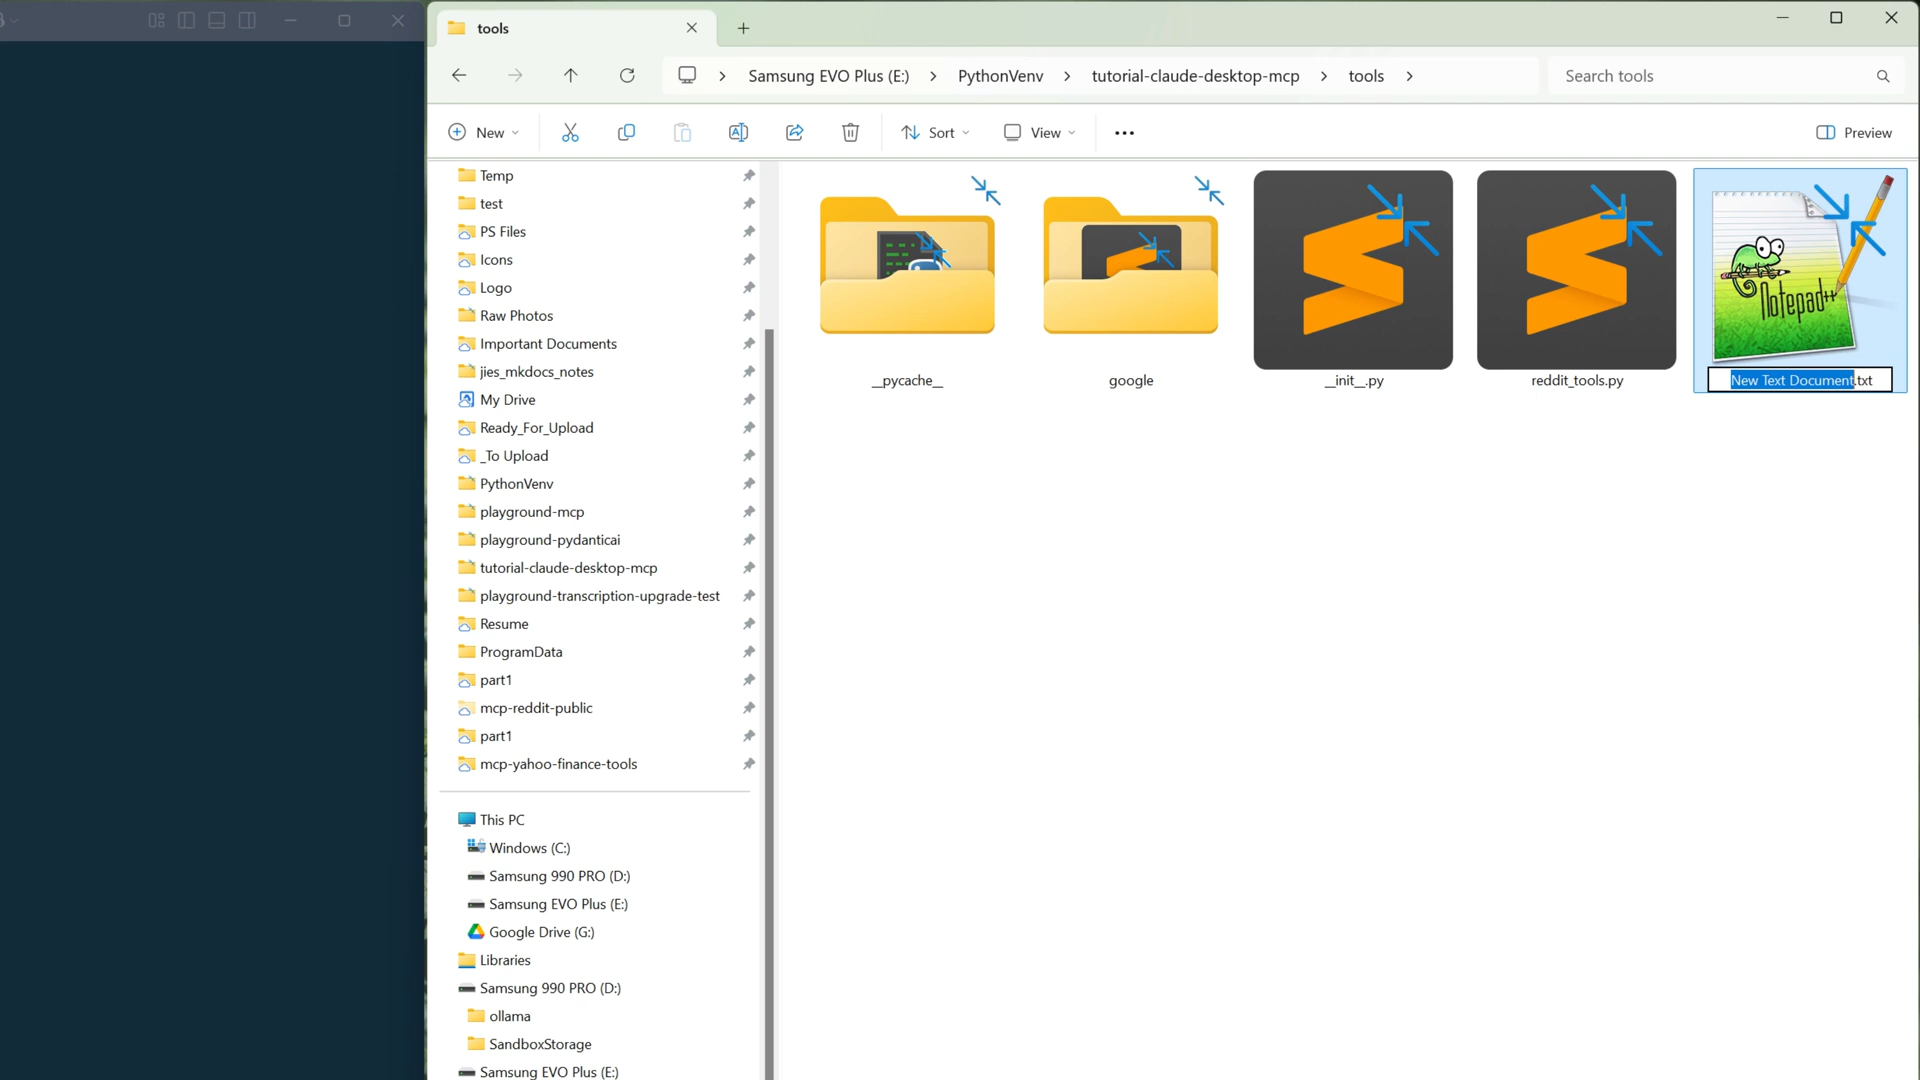 tools
Samsung EVO Plus (E:) PythonVenv tutorial-claude-desktop-mcp tools
Search tools
New
Sort
View
Preview
Temp
test
PS Files
Icons
Logo
Raw Photos
Important Documents
jies_mkdocs_notes
My Drive
Ready_For_Upload
_To Upload
PythonVenv
playground-mcp
playground-pydanticai
tutorial-claude-desktop-mcp
playground-transcription-upgrade-test
Resume
ProgramData
part1
mcp-reddit-public
part1
mcp-yahoo-finance-tools
This PC
Windows (C:)
Samsung 990 PRO (D:)
Samsung EVO Plus (E:)
Google Drive (G:)
Libraries
Samsung 990 PRO (D:)
ollama
SandboxStorage
Samsung EVO Plus (E:)
Notepad++
__pycache__
google
__init__.py
reddit_tools.py
New Text Document.txt